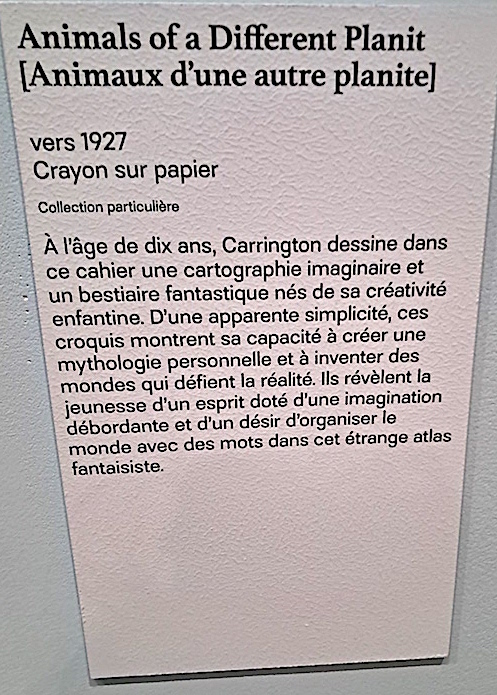 Animals of a Different Planit
[Animaux d'une autre planite]
vers 1927
Crayon sur papier
Collection particulière
À l'âge de dix ans, Carrington dessine dans
ce cahier une cartographie imaginaire et
un bestiaire fantastique nés de sa créativité
enfantine. D'une apparente simplicité, ces
croquis montrent sa capacité à créer une
mythologie personnelle et à inventer des
mondes qui défient la réalité. Ils révèlent la
jeunesse d'un esprit doté d'une imagination
débordante et d'un désir d'organiser le
monde avec des mots dans cet étrange atlas
fantaisiste.